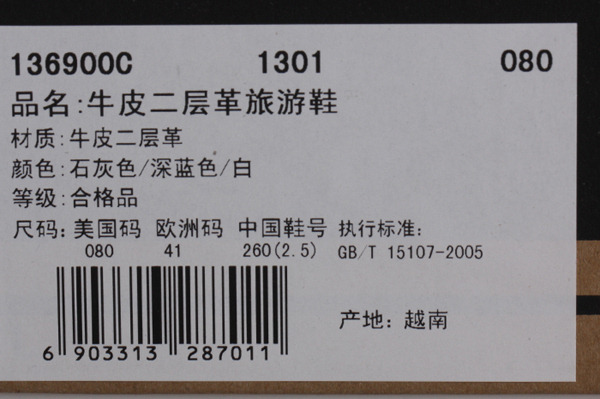 136900C 1301 080
品名:牛皮二层革旅游鞋
材质:牛皮二层革
颜色:石灰色/深蓝色/白
等级:合格品
尺码: 美国码 欧洲码 中国鞋号 执行标准:
080 41 260(2.5) GB/T 15107-2005
产地: 越南
6 903313 287011